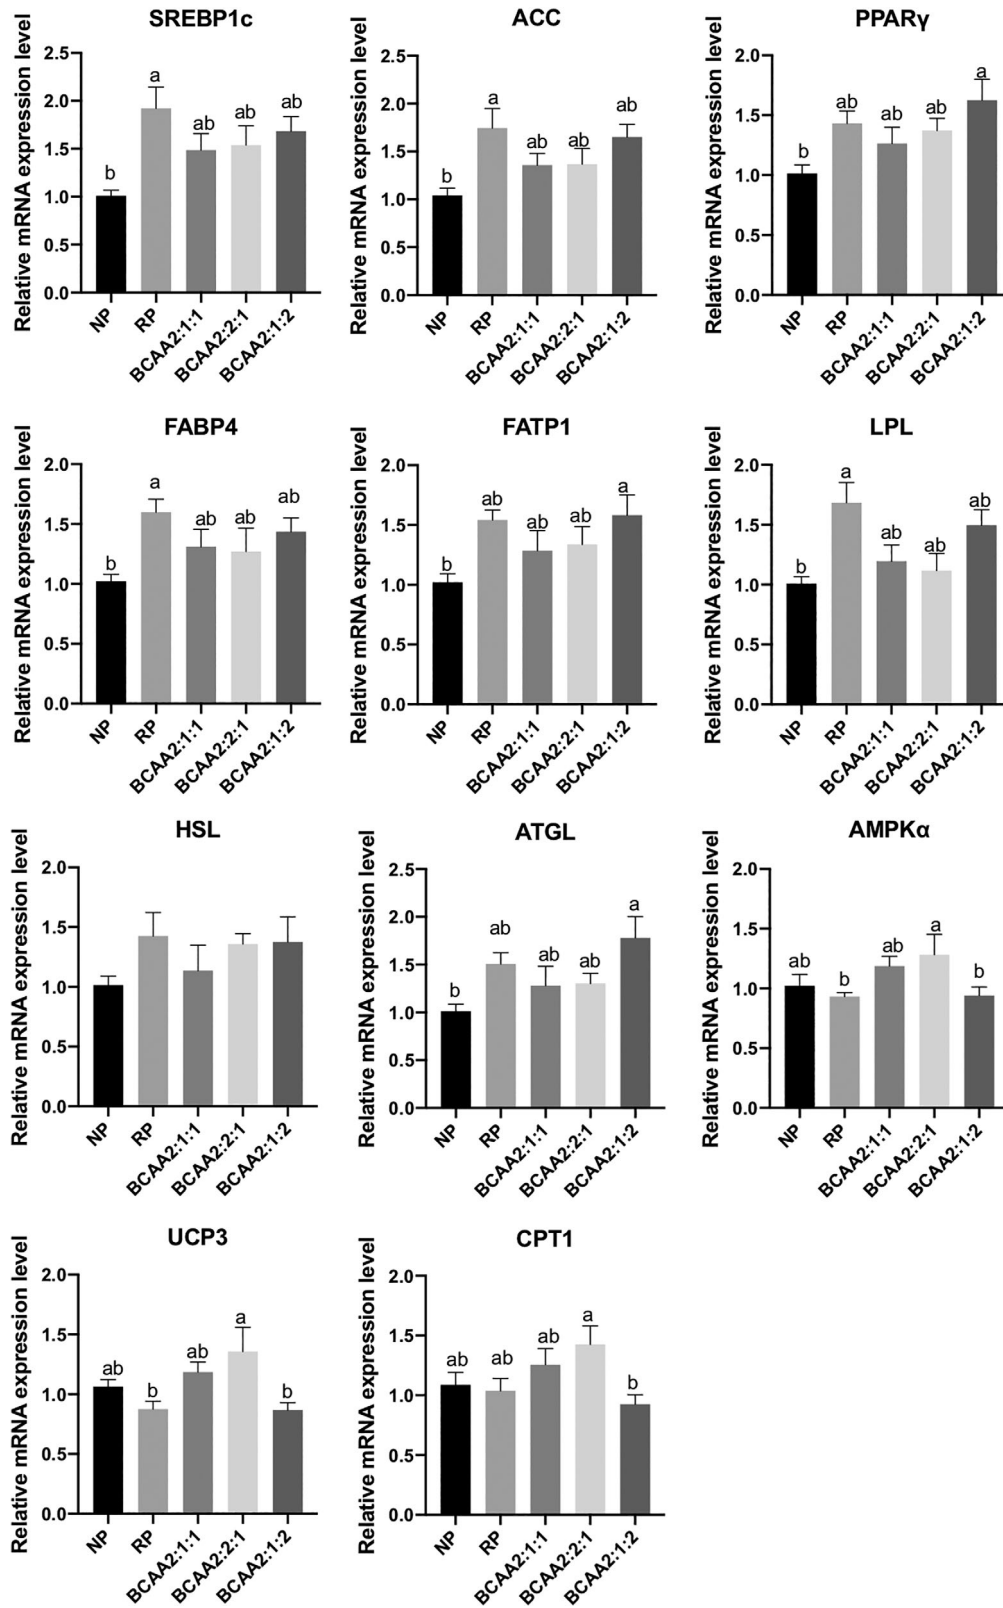 SREBP1c
Relative mRNA expression level
2.5
2.0
1.5
1.0
0.5
0.0
b
a
ab
ab
ab
NP
RP
BCAA2:1:1
BCAA2:2:1
BCAA2:1:2
ACC
Relative mRNA expression level
2.5
2.0
1.5
1.0
0.5
0.0
b
a
ab
ab
ab
NP
RP
BCAA2:1:1
BCAA2:2:1
BCAA2:1:2
PPARγ
Relative mRNA expression level
2.0
1.5
1.0
0.5
0.0
b
ab
ab
ab
a
NP
RP
BCAA2:1:1
BCAA2:2:1
BCAA2:1:2
FABP4
Relative mRNA expression level
2.0
1.5
1.0
0.5
0.0
b
a
ab
ab
ab
NP
RP
BCAA2:1:1
BCAA2:2:1
BCAA2:1:2
FATP1
Relative mRNA expression level
2.0
1.5
1.0
0.5
0.0
b
ab
ab
ab
a
NP
RP
BCAA2:1:1
BCAA2:2:1
BCAA2:1:2
LPL
Relative mRNA expression level
2.0
1.5
1.0
0.5
0.0
b
a
ab
ab
ab
NP
RP
BCAA2:1:1
BCAA2:2:1
BCAA2:1:2
HSL
Relative mRNA expression level
2.0
1.5
1.0
0.5
0.0
NP
RP
BCAA2:1:1
BCAA2:2:1
BCAA2:1:2
ATGL
Relative mRNA expression level
2.5
2.0
1.5
1.0
0.5
0.0
b
ab
ab
ab
a
NP
RP
BCAA2:1:1
BCAA2:2:1
BCAA2:1:2
AMPKα
Relative mRNA expression level
2.0
1.5
1.0
0.5
0.0
ab
b
ab
a
b
NP
RP
BCAA2:1:1
BCAA2:2:1
BCAA2:1:2
UCP3
Relative mRNA expression level
2.0
1.5
1.0
0.5
0.0
ab
b
ab
a
b
NP
RP
BCAA2:1:1
BCAA2:2:1
BCAA2:1:2
CPT1
Relative mRNA expression level
2.0
1.5
1.0
0.5
0.0
ab
ab
ab
a
b
NP
RP
BCAA2:1:1
BCAA2:2:1
BCAA2:1:2